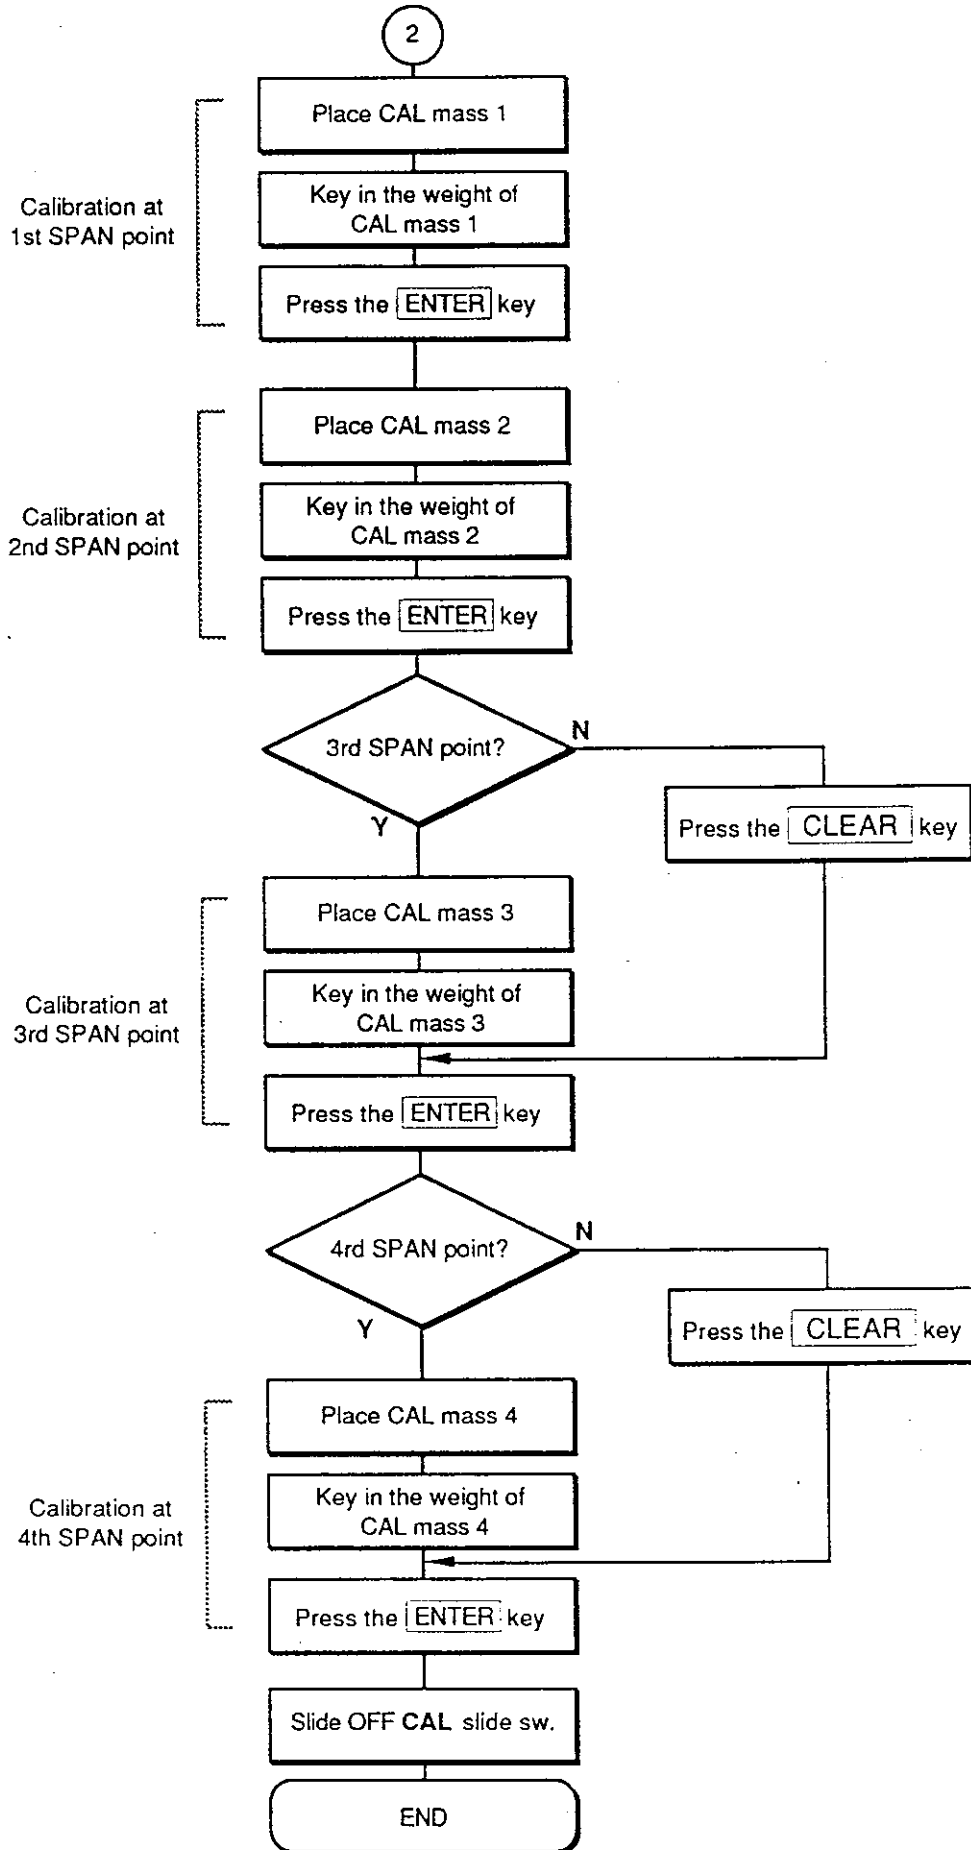 2
Place CAL mass 1
Calibration at
1st SPAN point
Key in the weight of
CAL mass 1
Press the ENTER key
Place CAL mass 2
Calibration at
2nd SPAN point
Key in the weight of
CAL mass 2
Press the ENTER key
3rd SPAN point?
N
Y
Press the CLEAR key
Place CAL mass 3
Calibration at
3rd SPAN point
Key in the weight of
CAL mass 3
Press the ENTER key
4rd SPAN point?
N
Y
Press the CLEAR key
Place CAL mass 4
Calibration at
4th SPAN point
Key in the weight of
CAL mass 4
Press the ENTER key
Slide OFF CAL slide sw.
END